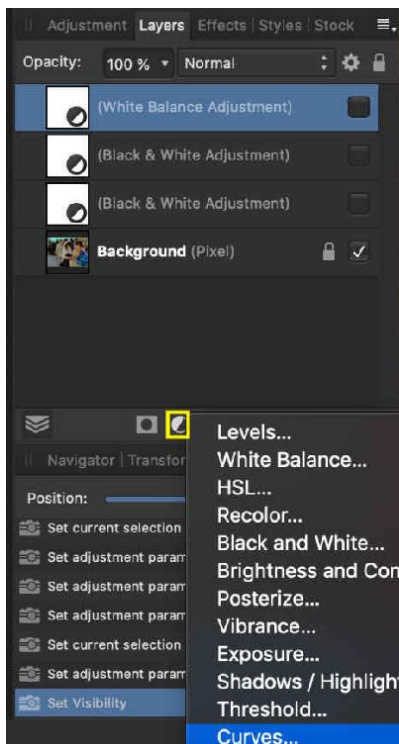 Adjustment Layers Effects Styles Stock
Opacity: 100 % Normal
(White Balance Adjustment)
(Black & White Adjustment)
(Black & White Adjustment)
Background (Pixel)
Navigator Transfor
Position:
Set current selection
Set adjustment param
Set adjustment param
Set adjustment param
Set current selection
Set adjustment param
Set Visibility
Levels...
White Balance...
HSL...
Recolor...
Black and White...
Brightness and Con
Posterize...
Vibrance...
Exposure...
Shadows / Highlight
Threshold...
Curves...